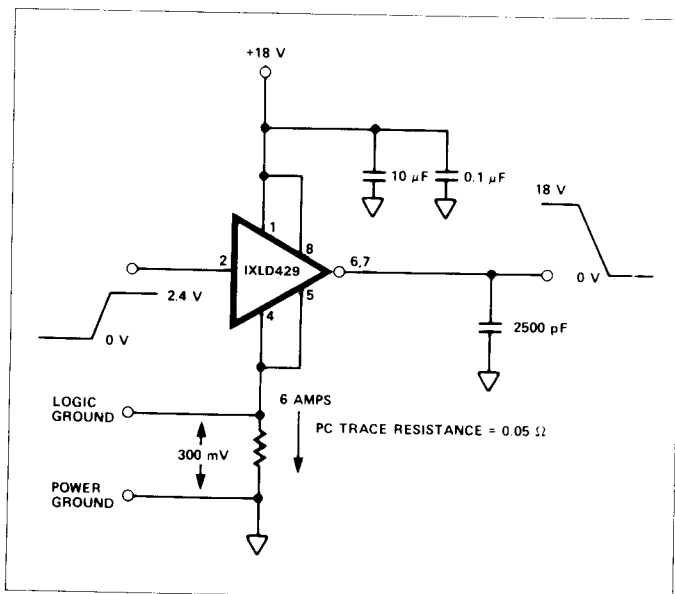 +18 V
10 µF
0.1 µF
18 V
1
8
2
IXLD429
6,7
5
4
0 V
2.4 V
0 V
2500 pF
LOGIC
GROUND
6 AMPS
PC TRACE RESISTANCE = 0.05 Ω
300 mV
POWER
GROUND